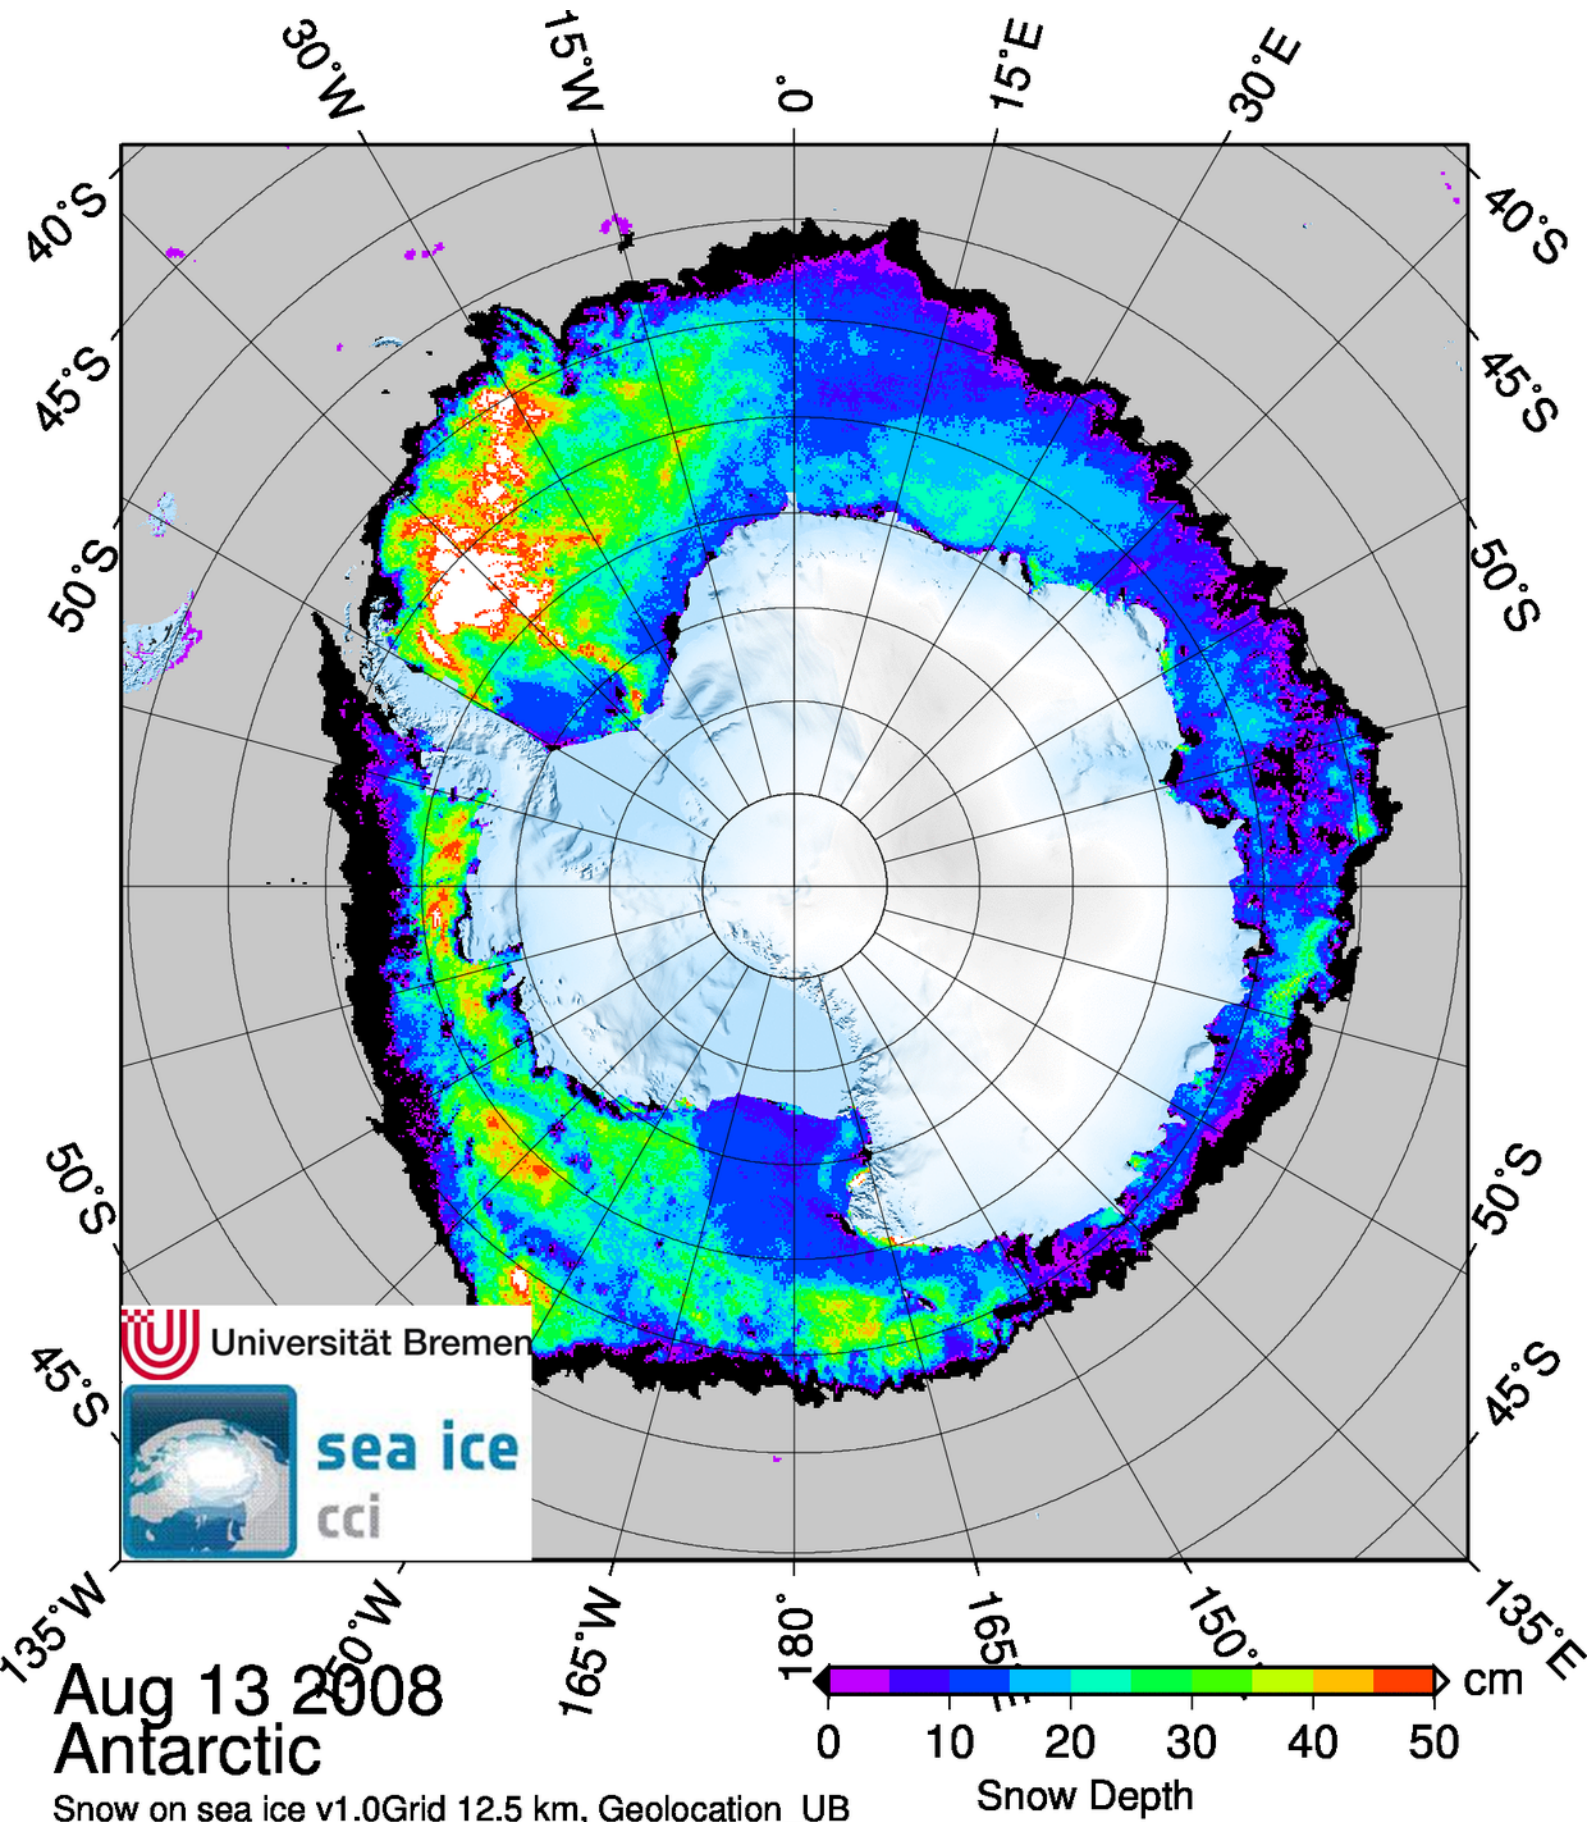 30°W
15°W
0°
15°E
30°E
40°S
40°S
45°S
45°S
50°S
50°S
50°S
50°S
45°S
45°S
Universität Bremen
sea ice
cci
135°W
165°W
180°
135°E
Aug 13 2008
Antarctic
Snow on sea ice v1.0Grid 12.5 km, Geolocation UB
cm
0 10 20 30 40 50
Snow Depth